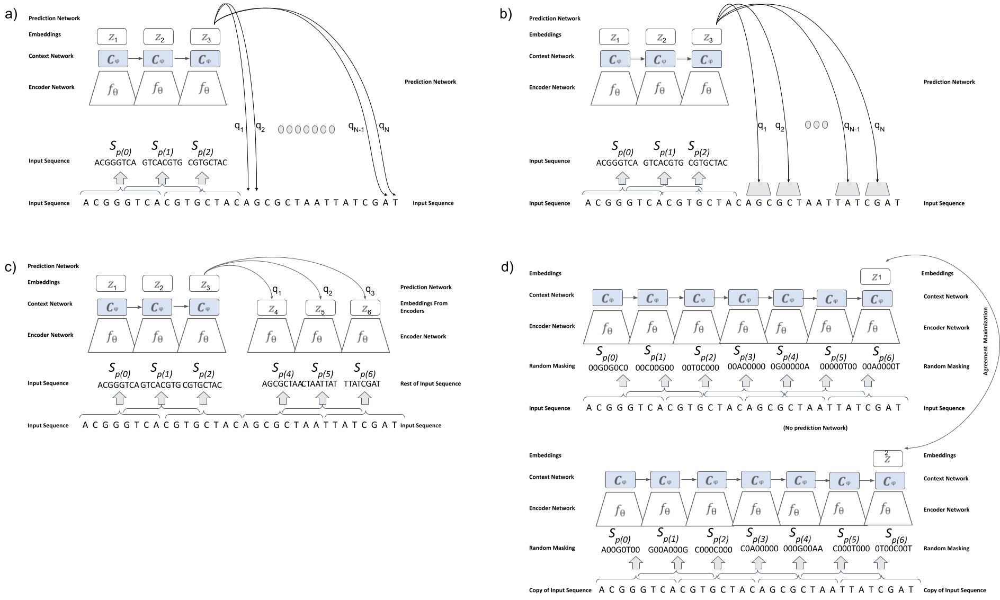 a)
Prediction Network
Embeddings
z1 z2 z3
Context Network
Cφ Cφ Cφ
Encoder Network
fθ fθ fθ
Prediction Network
q1 q2 qN-1 qN
Sp(0) Sp(1) Sp(2)
Input Sequence
ACGGGTCA GTCACGTG CGTGCTAC
Input Sequence
A C G G G T C A C G T G C T A C A G C G C T A A T T A T C G A T
Input Sequence
b)
Prediction Network
Embeddings
z1 z2 z3
Context Network
Cφ Cφ Cφ
Encoder Network
fθ fθ fθ
Prediction Network
q1 q2 qN-1 qN
Sp(0) Sp(1) Sp(2)
Input Sequence
ACGGGTCA GTCACGTG CGTGCTAC
Input Sequence
A C G G G T C A C G T G C T A C A G C G C T A A T T A T C G A T
Input Sequence
c)
Prediction Network
Embeddings
z1 z2 z3
q1 q2 q3
Prediction Network
Context Network
Cφ Cφ Cφ
z4 z5 z6
Embeddings From
Encoders
Encoder Network
fθ fθ fθ fθ fθ fθ
Encoder Network
Sp(0) Sp(1) Sp(2) Sp(4) Sp(5) Sp(6)
Input Sequence
ACGGGTCA GTCACGTG CGTGCTAC AGCGCTAA CTAATTAT TTATCGAT
Rest of Input Sequence
Input Sequence
A C G G G T C A C G T G C T A C A G C G C T A A T T A T C G A T
Input Sequence
d)
Embeddings
z1
Embeddings
Context Network
Cφ Cφ Cφ Cφ Cφ Cφ Cφ
Context Network
Encoder Network
fθ fθ fθ fθ fθ fθ fθ
Encoder Network
Agreement Maximization
Sp(0) Sp(1) Sp(2) Sp(3) Sp(4) Sp(5) Sp(6)
Random Masking
00G0G0C0 00C00G00 00T0C000 00A00000 0G00000A 00000T00 00A0000T
Random Masking
Input Sequence
A C G G G T C A C G T G C T A C A G C G C T A A T T A T C G A T
Input Sequence
(No prediction Network)
Embeddings
z2
Embeddings
Context Network
Cφ Cφ Cφ Cφ Cφ Cφ Cφ
Context Network
Encoder Network
fθ fθ fθ fθ fθ fθ fθ
Encoder Network
Sp(0) Sp(1) Sp(2) Sp(3) Sp(4) Sp(5) Sp(6)
Random Masking
A00G0T00 G00A000G C000C000 C0A00000 000G00AA C000T000 0T00C00T
Random Masking
Copy of Input Sequence
A C G G G T C A C G T G C T A C A G C G C T A A T T A T C G A T
Copy of Input Sequence